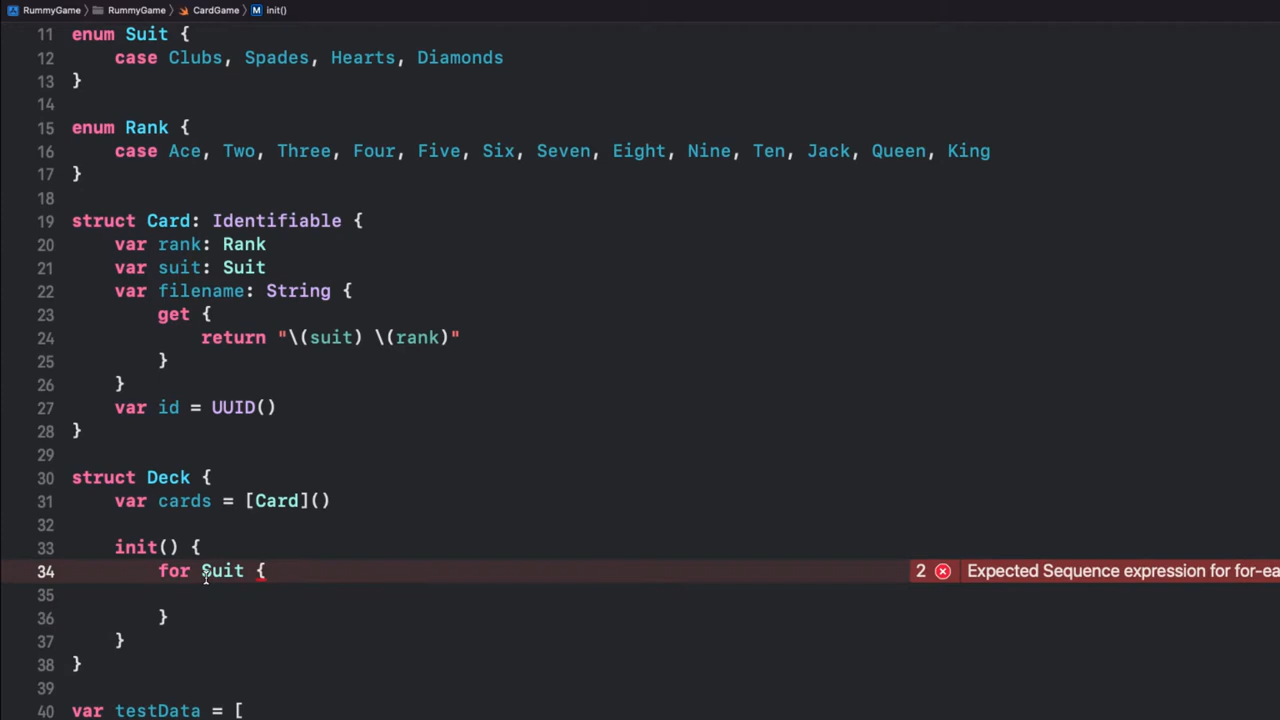 RummyGame > RummyGame > CardGame > M init()
11 enum Suit {
12     case Clubs, Spades, Hearts, Diamonds
13 }
14
15 enum Rank {
16     case Ace, Two, Three, Four, Five, Six, Seven, Eight, Nine, Ten, Jack, Queen, King
17 }
18
19 struct Card: Identifiable {
20     var rank: Rank
21     var suit: Suit
22     var filename: String {
23         get {
24             return "\(suit) \(rank)"
25         }
26     }
27     var id = UUID()
28 }
29
30 struct Deck {
31     var cards = [Card]()
32
33     init() {
34         for Suit { 2 Expected Sequence expression for for-ea
35
36         }
37     }
38 }
39
40 var testData = [